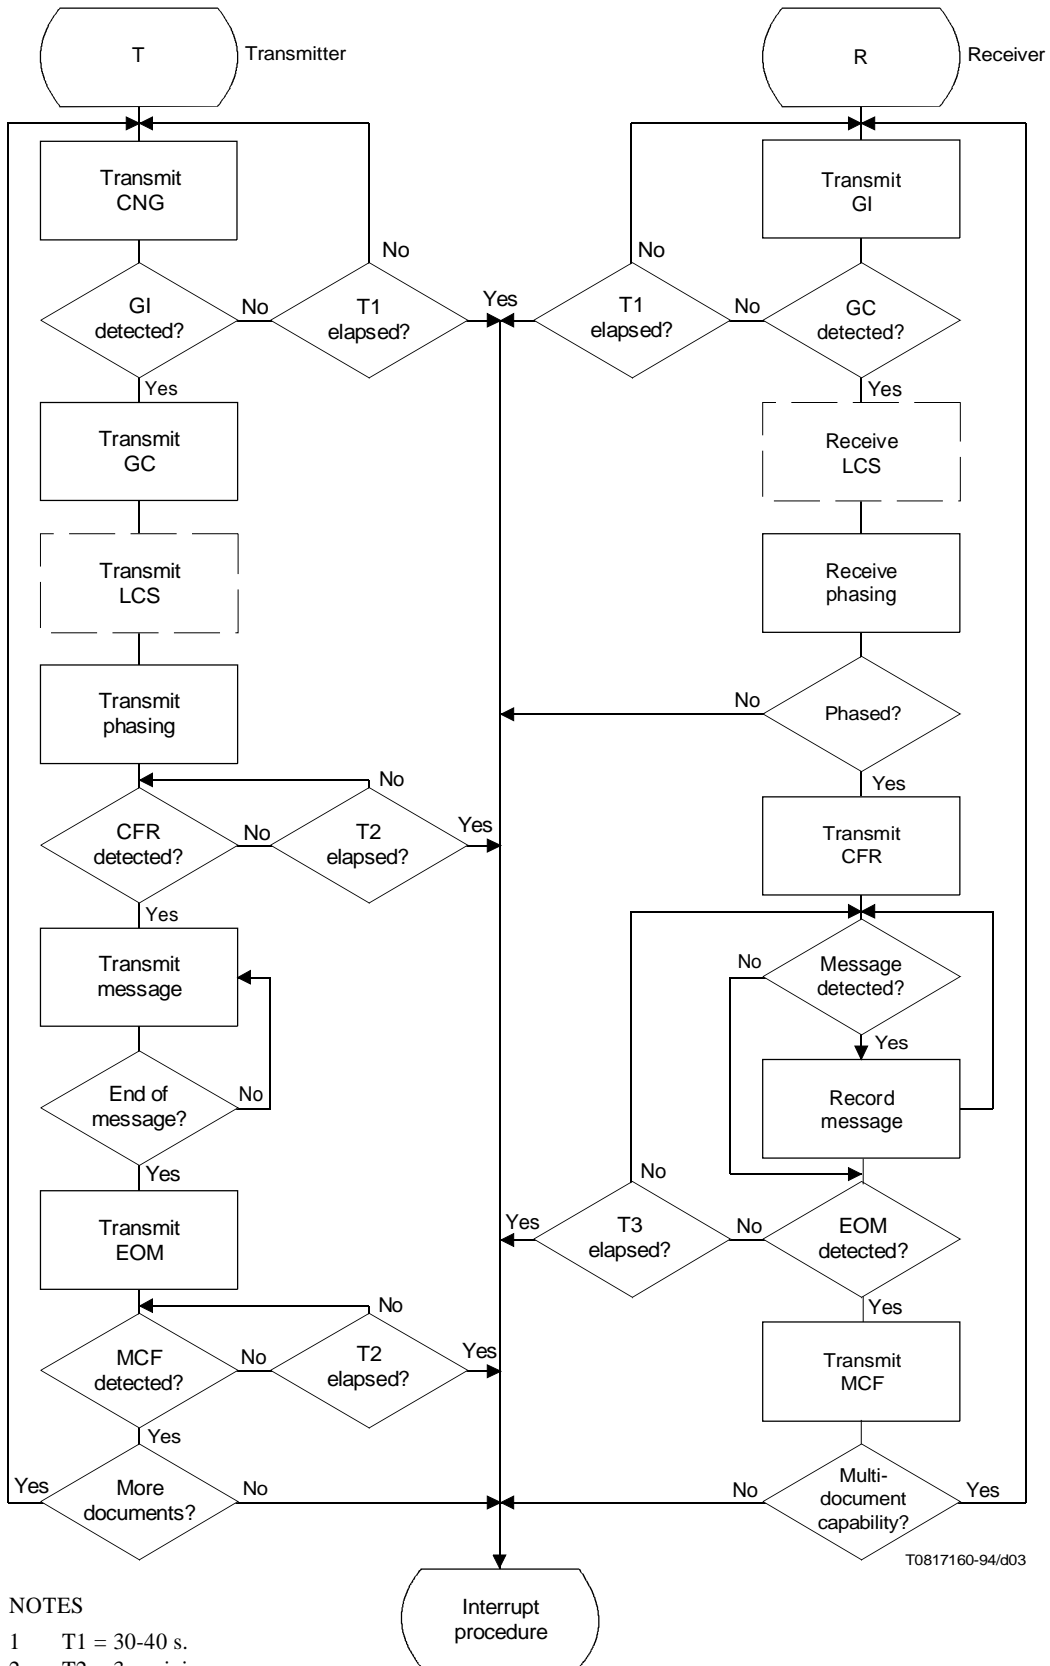 T
Transmitter
R
Receiver
Transmit
CNG
Transmit
GI
No
No
GI
detected?
No
T1
elapsed?
Yes
T1
elapsed?
No
GC
detected?
Yes
Yes
Transmit
GC
Receive
LCS
Transmit
LCS
Receive
phasing
Transmit
phasing
No
Phased?
No
Yes
CFR
detected?
No
T2
elapsed?
Yes
Transmit
CFR
Yes
Transmit
message
No
Message
detected?
Yes
End of
message?
No
Record
message
Yes
No
Transmit
EOM
Yes
T3
elapsed?
No
EOM
detected?
No
Yes
MCF
detected?
No
T2
elapsed?
Yes
Transmit
MCF
Yes
Yes
More
documents?
No
No
Multi-
document
capability?
Yes
T0817160-94/d03
Interrupt
procedure
NOTES
1 T1 = 30-40 s.